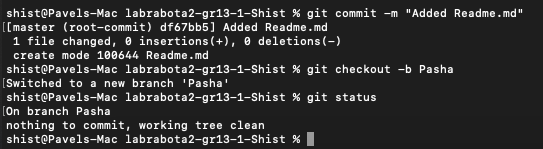 shist@Pavels-Mac labrabota2-gr13-1-Shist % git commit -m "Added Readme.md"
[[master (root-commit) df67bb5] Added Readme.md
 1 file changed, 0 insertions(+), 0 deletions(-)
 create mode 100644 Readme.md
shist@Pavels-Mac labrabota2-gr13-1-Shist % git checkout -b Pasha
[Switched to a new branch 'Pasha'
shist@Pavels-Mac labrabota2-gr13-1-Shist % git status
[On branch Pasha
nothing to commit, working tree clean
shist@Pavels-Mac labrabota2-gr13-1-Shist %